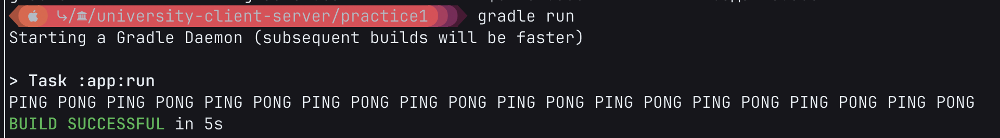 /university-client-server/practice1 gradle run
Starting a Gradle Daemon (subsequent builds will be faster)
> Task :app:run
PING PONG PING PONG PING PONG PING PONG PING PONG PING PONG PING PONG PING PONG PING PONG PING PONG
BUILD SUCCESSFUL in 5s